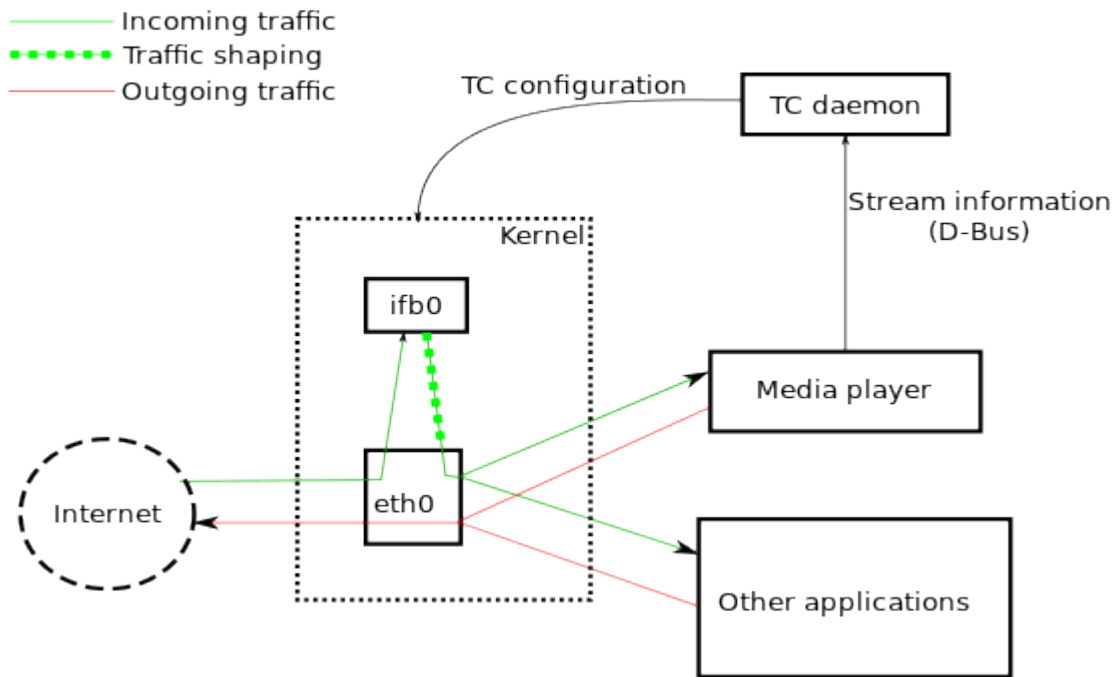 Incoming traffic
Traffic shaping
Outgoing traffic
TC configuration
TC daemon
Stream information
(D-Bus)
Kernel
ifb0
Media player
eth0
Internet
Other applications